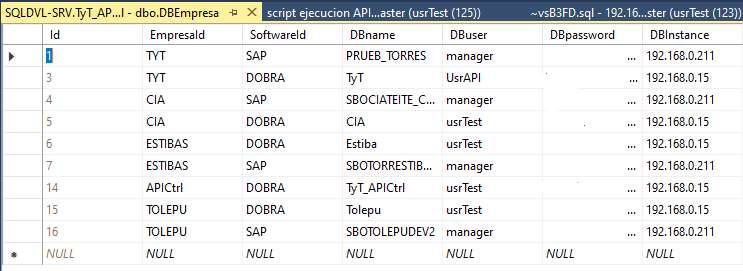 SQLDVL-SRV.TyT_AP...I - dbo.DBEmpresa script ejecucion API...aster (usrTest (125)) ~vsB3FD.sql - 192.16...ster (usrTest (123))
Id EmpresaId SoftwareId DBname DBuser DBpassword DBInstance
1 TYT SAP PRUEB_TORRES manager ... 192.168.0.211
3 TYT DOBRA TyT UsrAPI ... 192.168.0.15
4 CIA SAP SBOCIATEITE_C... manager ... 192.168.0.211
5 CIA DOBRA CIA usrTest ... 192.168.0.15
6 ESTIBAS DOBRA Estiba usrTest ... 192.168.0.15
7 ESTIBAS SAP SBOTORRESTIB... manager ... 192.168.0.211
14 APICtrl DOBRA TyT_APICtrl usrTest ... 192.168.0.15
15 TOLEPU DOBRA Tolepu usrTest ... 192.168.0.15
16 TOLEPU SAP SBOTOLEPUDEV2 manager ... 192.168.0.211
NULL NULL NULL NULL NULL NULL NULL